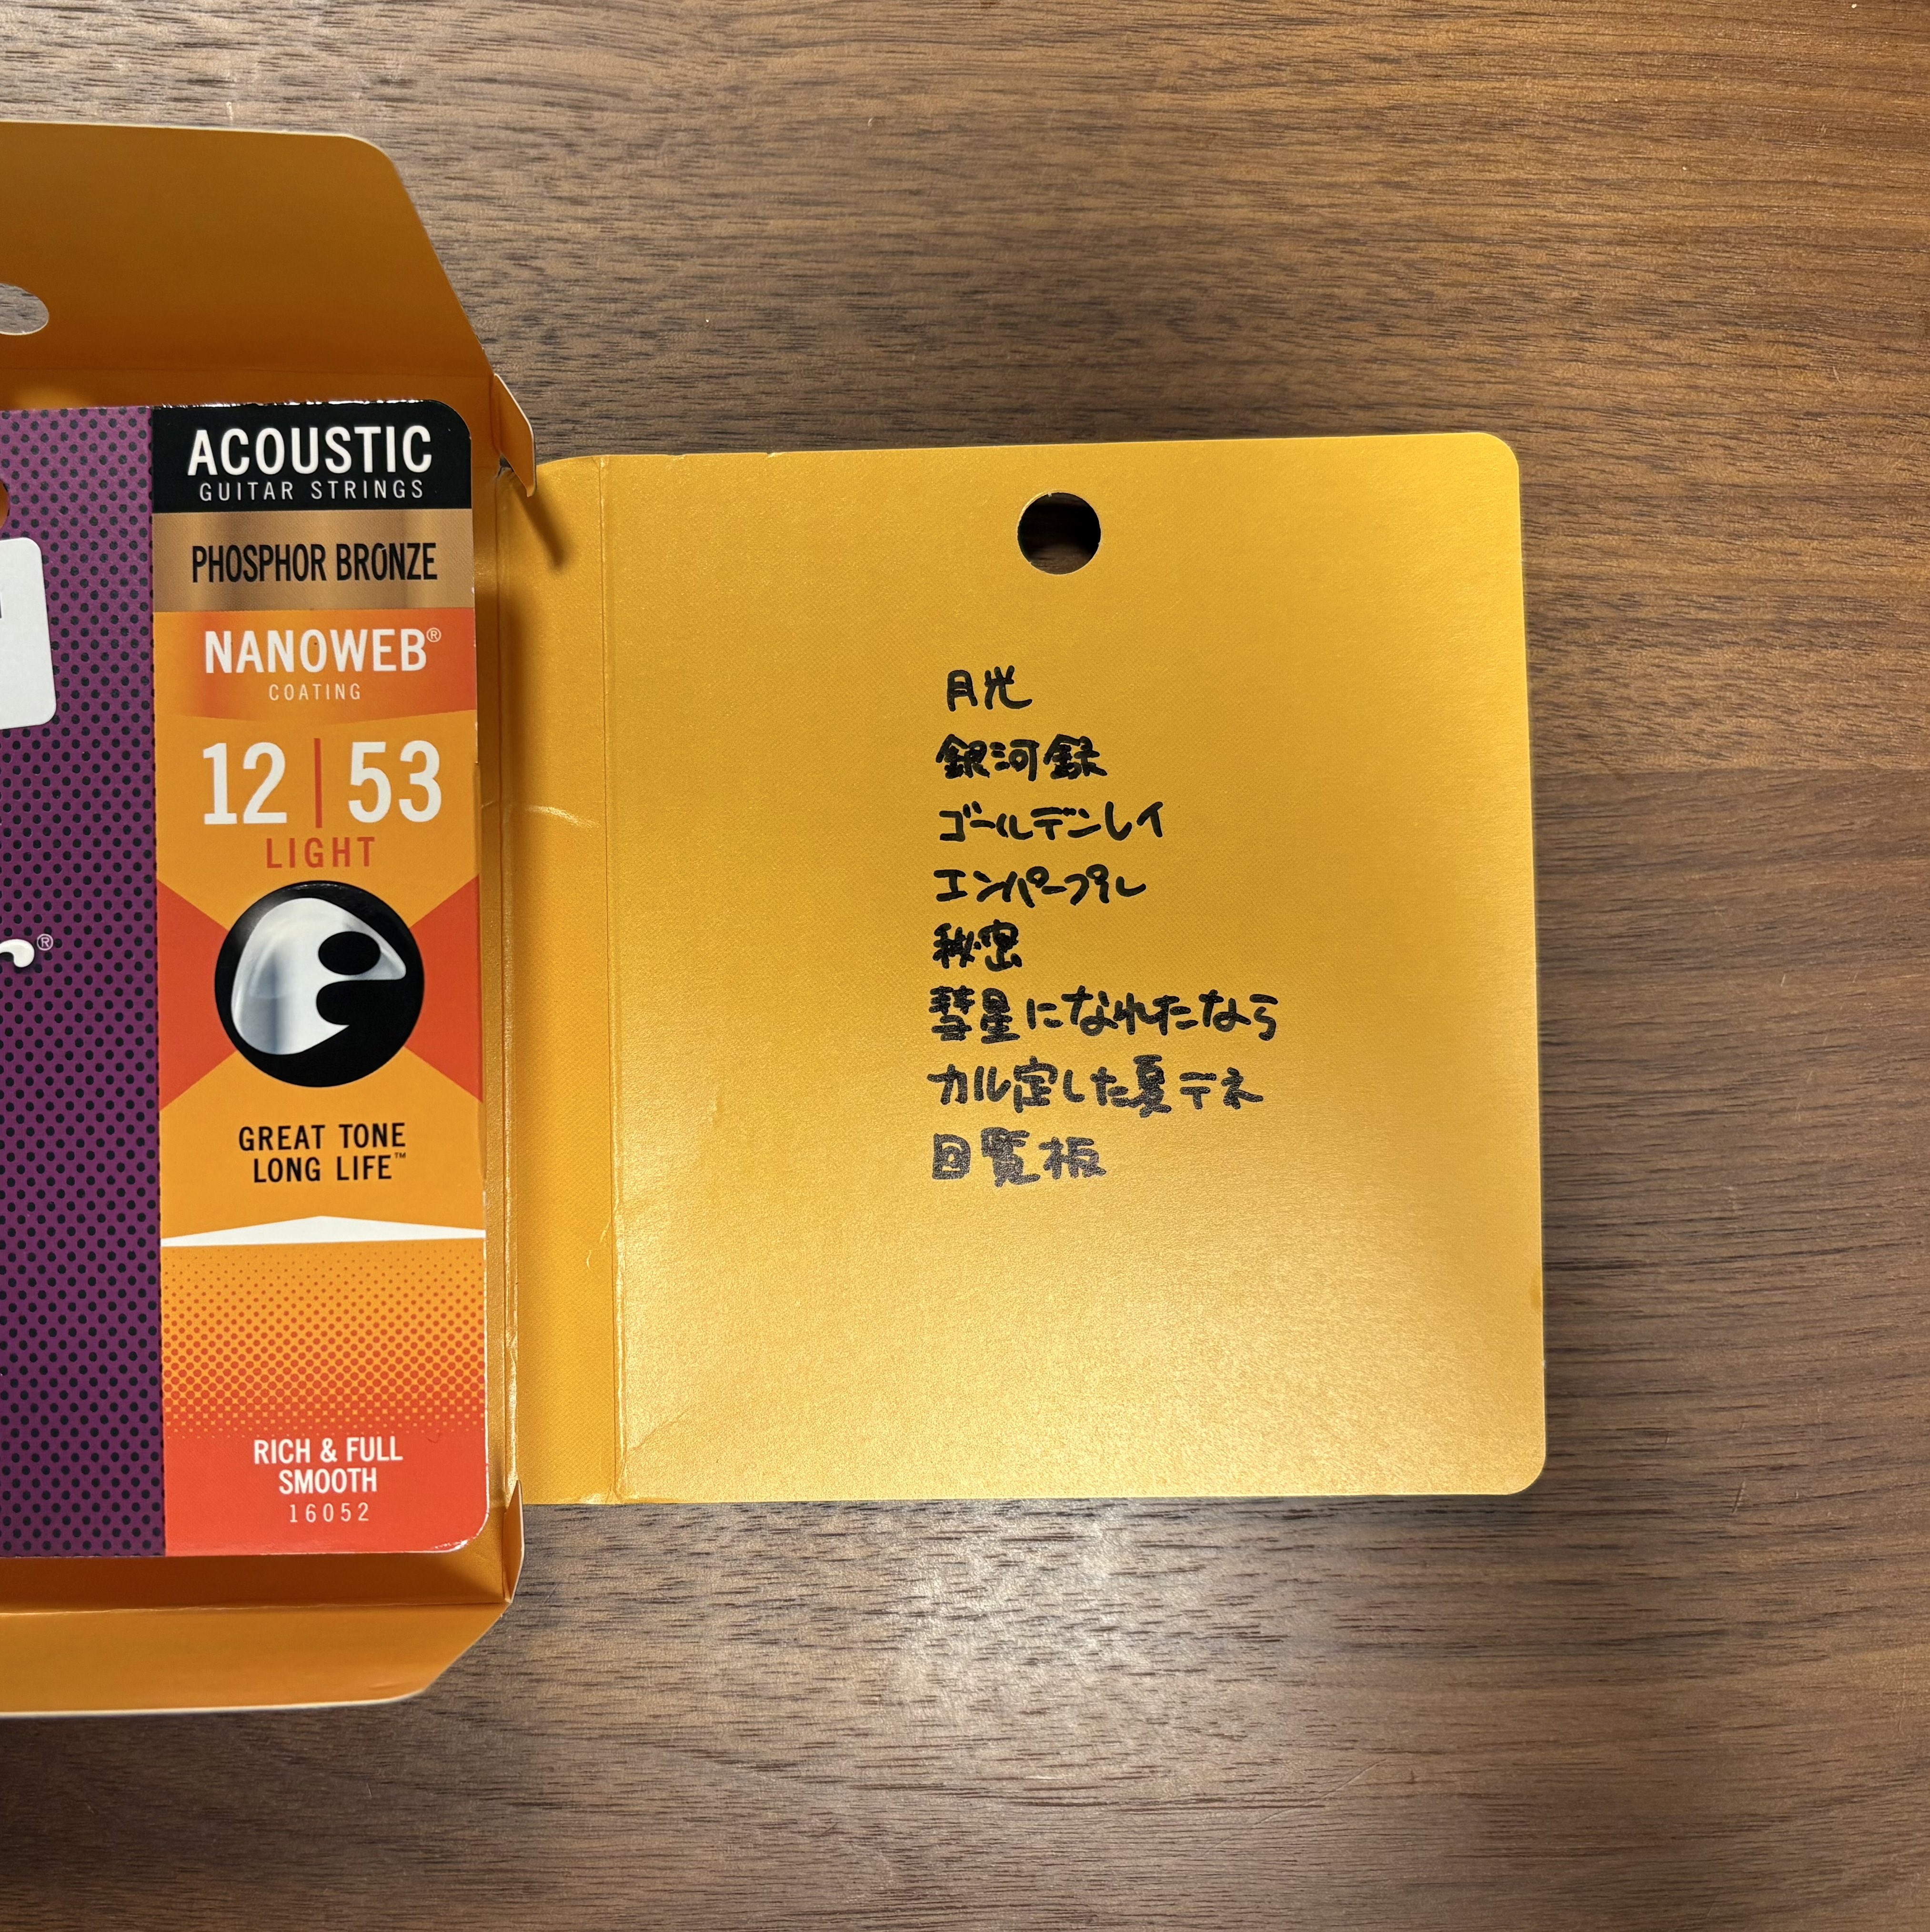 ACOUSTIC
GUITAR STRINGS
PHOSPHOR BRONZE
NANOWEB®
COATING
12|53
LIGHT
®
GREAT TONE
LONG LIFE™
RICH & FULL
SMOOTH
16052
月光
銀河録
ゴールデンレイ
エンパープル
秘密
彗星になれたなら
カル定した夏テネ
回覧板